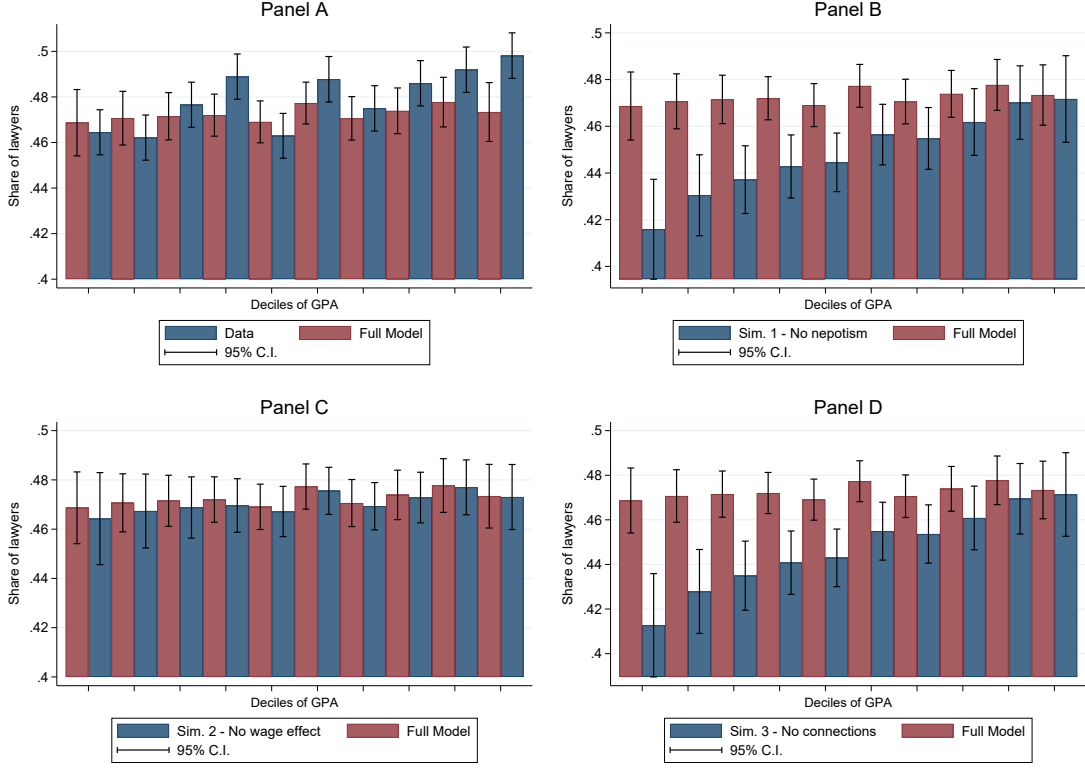 Panel A
Share of lawyers
.5
.48
.46
.44
.42
.4
Deciles of GPA
Data
Full Model
95% C.I.
Panel B
Share of lawyers
.5
.48
.46
.44
.42
.4
Deciles of GPA
Sim. 1 - No nepotism
Full Model
95% C.I.
Panel C
Share of lawyers
.5
.48
.46
.44
.42
.4
Deciles of GPA
Sim. 2 - No wage effect
Full Model
95% C.I.
Panel D
Share of lawyers
.5
.48
.46
.44
.42
.4
Deciles of GPA
Sim. 3 - No connections
Full Model
95% C.I.